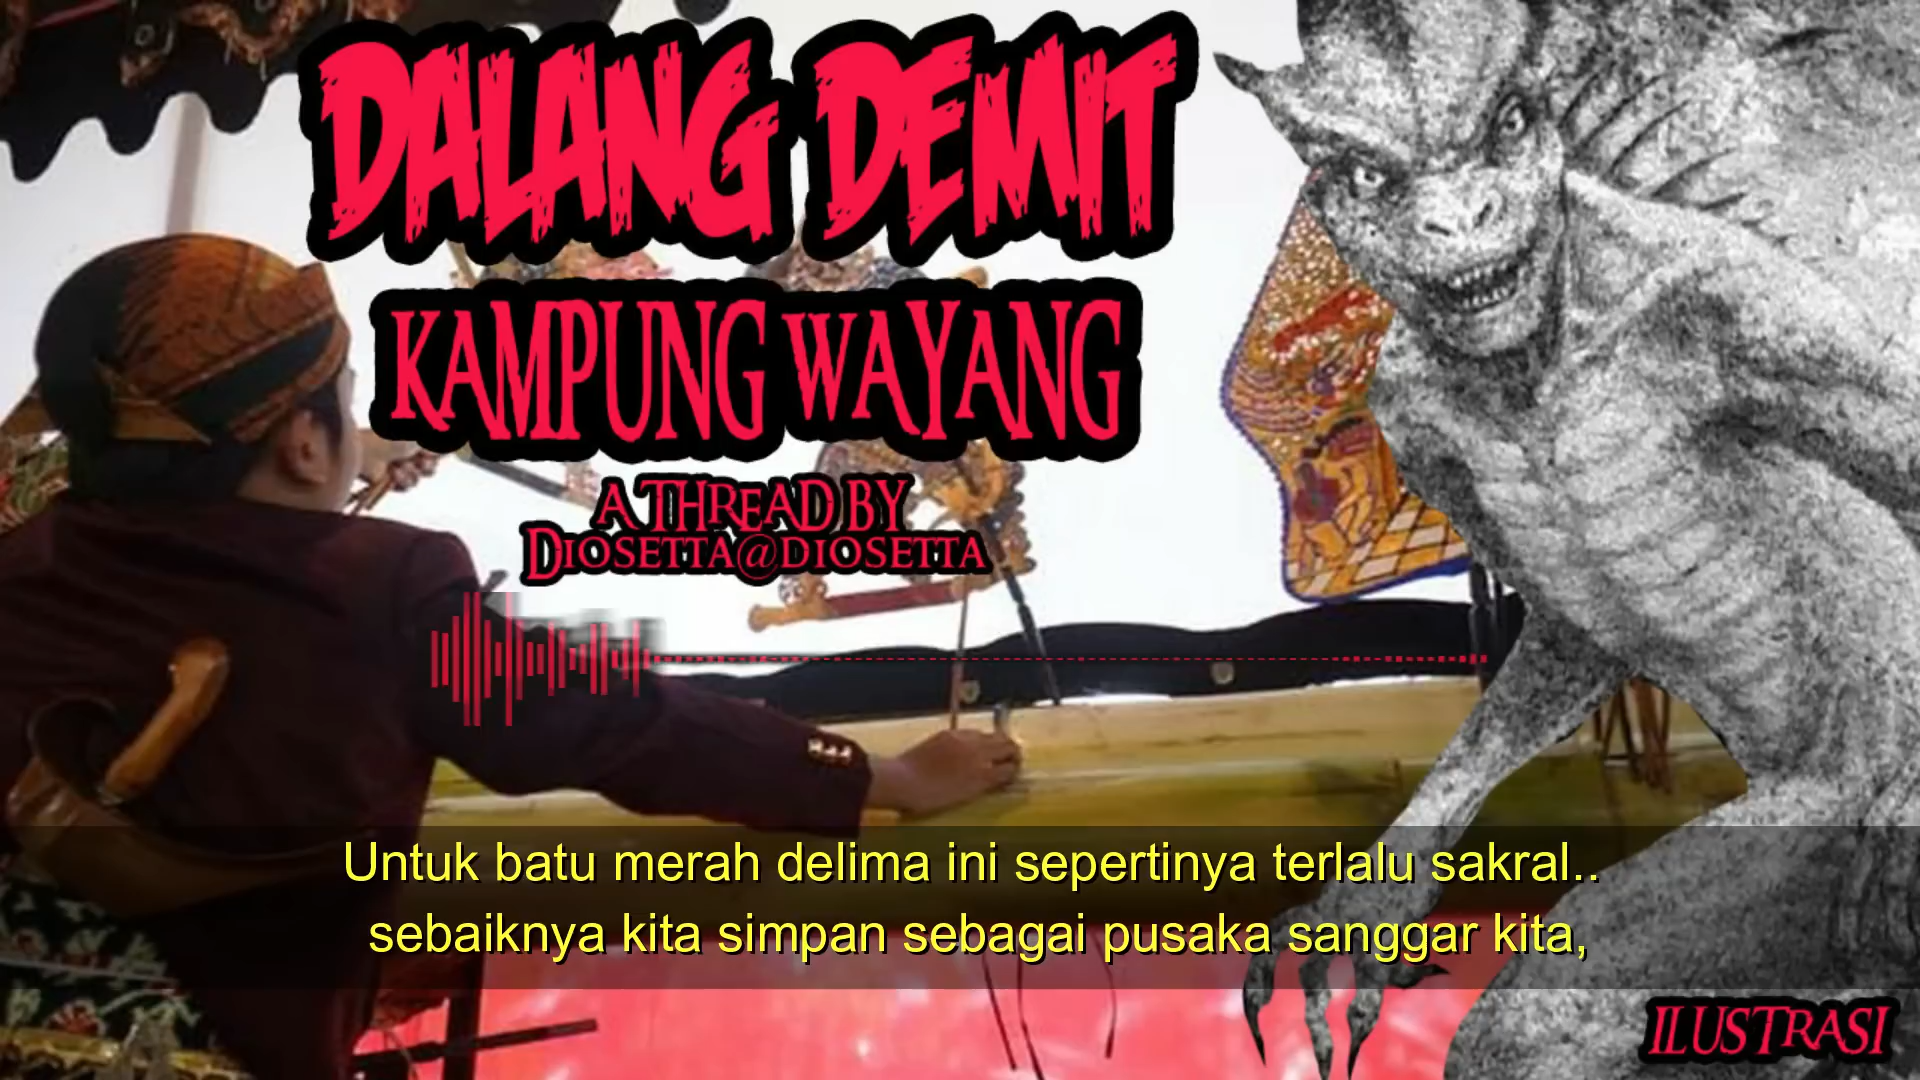 DALANG DEMIT
KAMPUNG WAYANG
A THREAD BY
DIOSETTA@DIOSETTA
Untuk batu merah delima ini sepertinya terlalu sakral..
sebaiknya kita simpan sebagai pusaka sanggar kita,
ILUSTRASI